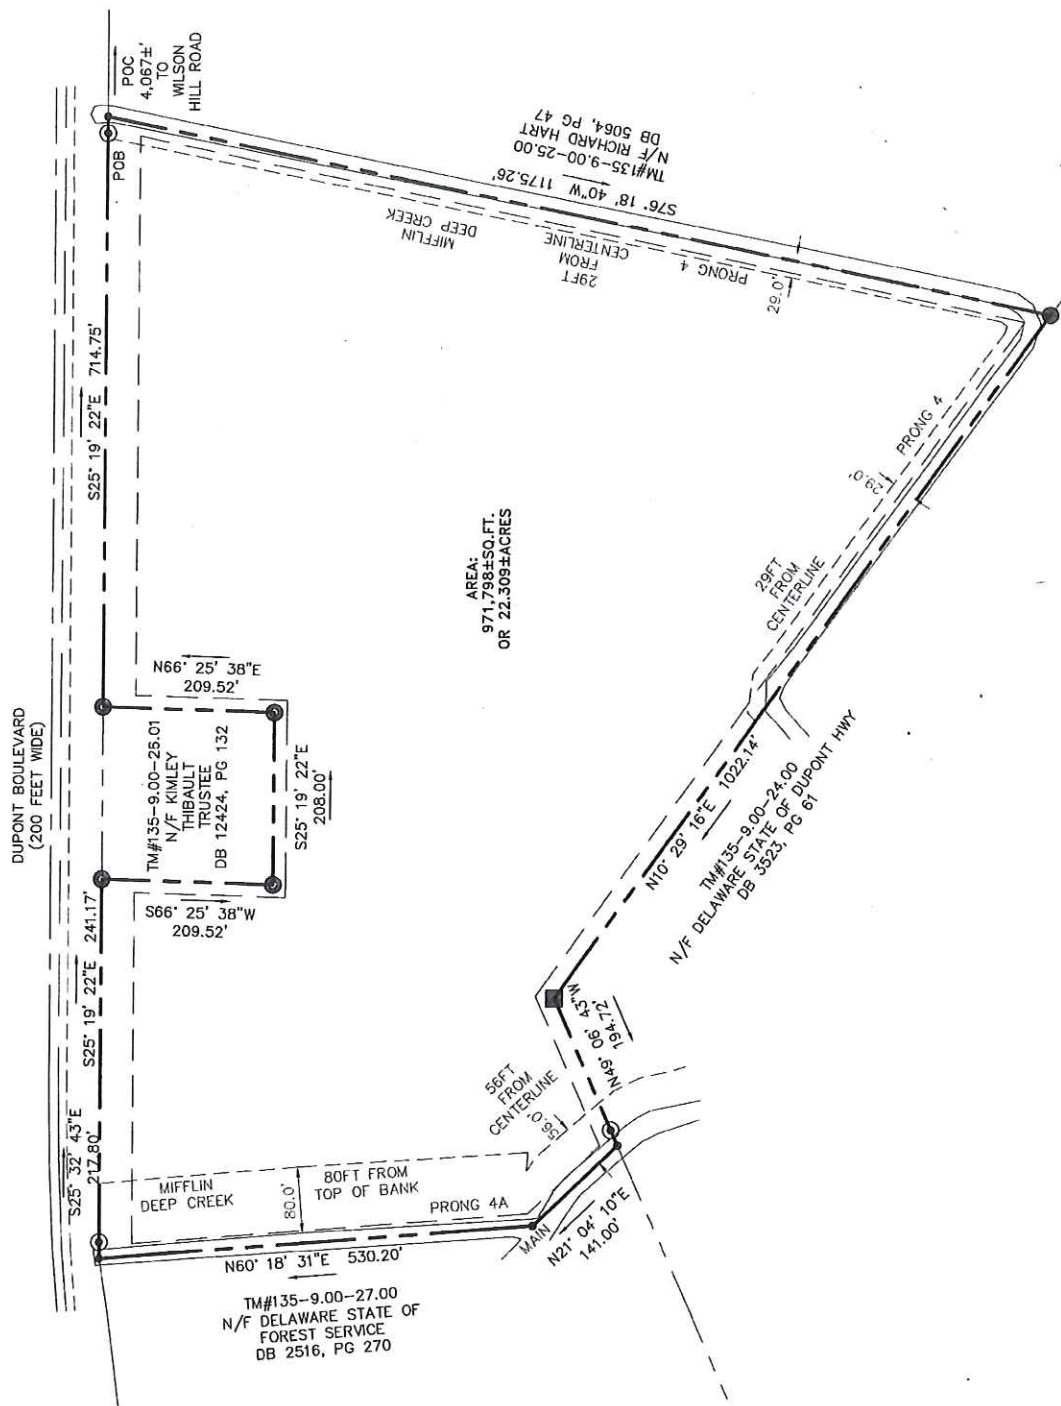 POC
4,067±'
TO
WILSON
HILL ROAD
DUPONT BOULEVARD
(200 FEET WIDE)
POB
S25° 19' 22"E 714.75'
TM#135-9.00-25.00
N/F RICHARD HART
DB 5064, PG 47
S76° 18' 40"W 1175.26'
MIFFLIN
DEEP CREEK
29FT
FROM
CENTERLINE
PRONG 4
29.0'
AREA:
971,798±SQ.FT.
OR 22.309±ACRES
N66° 25' 38"E
209.52'
TM#135-9.00-25.01
N/F KIMLEY
THIBAULT
TRUSTEE
DB 12424, PG 132
S25° 19' 22"E
208.00'
S66° 25' 38"W
209.52'
S25° 19' 22"E 241.17'
S25° 32' 43"E
217.80'
PRONG 4
29.0'
29FT
FROM
CENTERLINE
N10° 29' 16"E 1022.14'
TM#135-9.00-24.00
N/F DELAWARE STATE OF DUPONT HWY
DB 3523, PG 61
N49° 06' 43"W
194.72'
56FT
FROM
CENTERLINE
56.0'
MIFFLIN
DEEP CREEK
80.0'
80FT FROM
TOP OF BANK
PRONG 4A
MAIN
N21° 04' 10"E
141.00'
N60° 18' 31"E 530.20'
TM#135-9.00-27.00
N/F DELAWARE STATE OF
FOREST SERVICE
DB 2516, PG 270